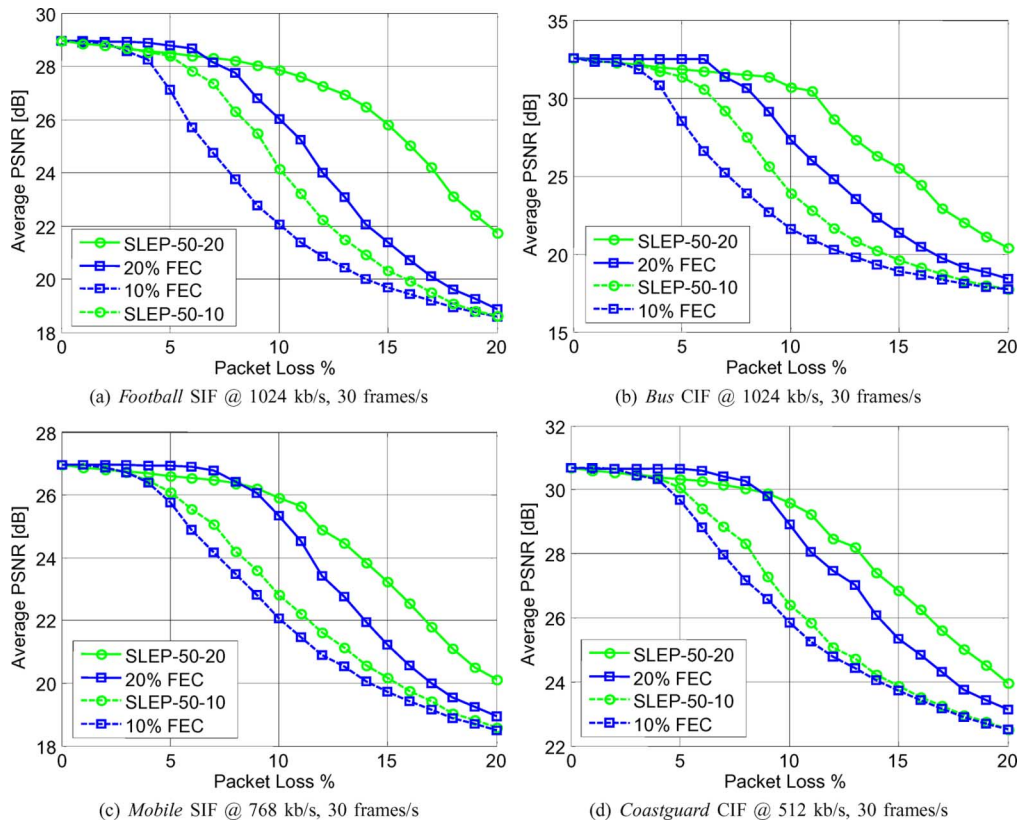 30
28
26
24
22
20
18
Average PSNR [dB]
SLEP-50-20
20% FEC
10% FEC
SLEP-50-10
0 5 10 15 20
Packet Loss %
(a) Football SIF @ 1024 kb/s, 30 frames/s
35
30
25
20
15
Average PSNR [dB]
SLEP-50-20
20% FEC
SLEP-50-10
10% FEC
0 5 10 15 20
Packet Loss %
(b) Bus CIF @ 1024 kb/s, 30 frames/s
28
26
24
22
20
18
Average PSNR [dB]
SLEP-50-20
20% FEC
SLEP-50-10
10% FEC
0 5 10 15 20
Packet Loss %
(c) Mobile SIF @ 768 kb/s, 30 frames/s
32
30
28
26
24
22
Average PSNR [dB]
SLEP-50-20
20% FEC
SLEP-50-10
10% FEC
0 5 10 15 20
Packet Loss %
(d) Coastguard CIF @ 512 kb/s, 30 frames/s